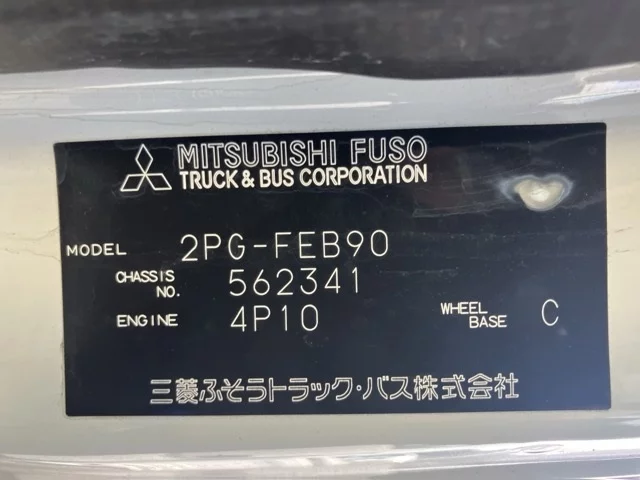 MITSUBISHI FUSO
TRUCK & BUS CORPORATION
MODEL 2PG-FEB90
CHASSIS NO. 562341
ENGINE 4P10 WHEEL BASE C
三菱ふそうトラック・バス株式会社